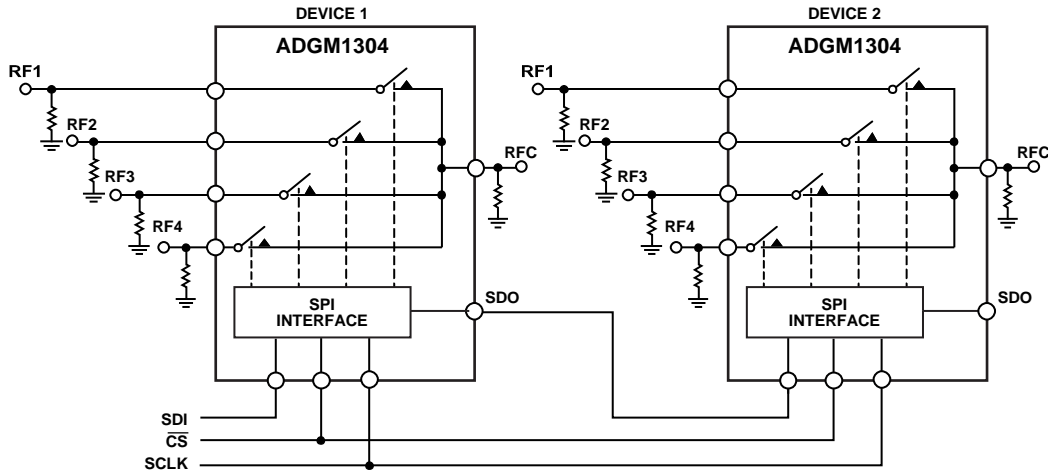 DEVICE 1
ADGM1304
RF1
RF2
RF3
RF4
RFC
SPI
INTERFACE
SDO
DEVICE 2
ADGM1304
RF1
RF2
RF3
RF4
RFC
SPI
INTERFACE
SDO
SDI
C̅S̅
SCLK